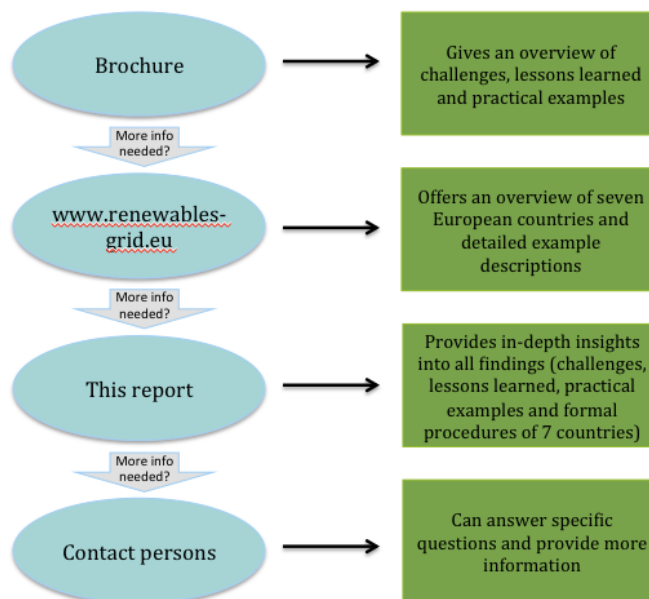 Brochure
Gives an overview of
challenges, lessons learned
and practical examples
More info
needed?
www.renewables-
grid.eu
Offers an overview of seven
European countries and
detailed example
descriptions
More info
needed?
This report
Provides in-depth insights
into all findings (challenges,
lessons learned, practical
examples and formal
procedures of 7 countries)
More info
needed?
Contact persons
Can answer specific
questions and provide more
information